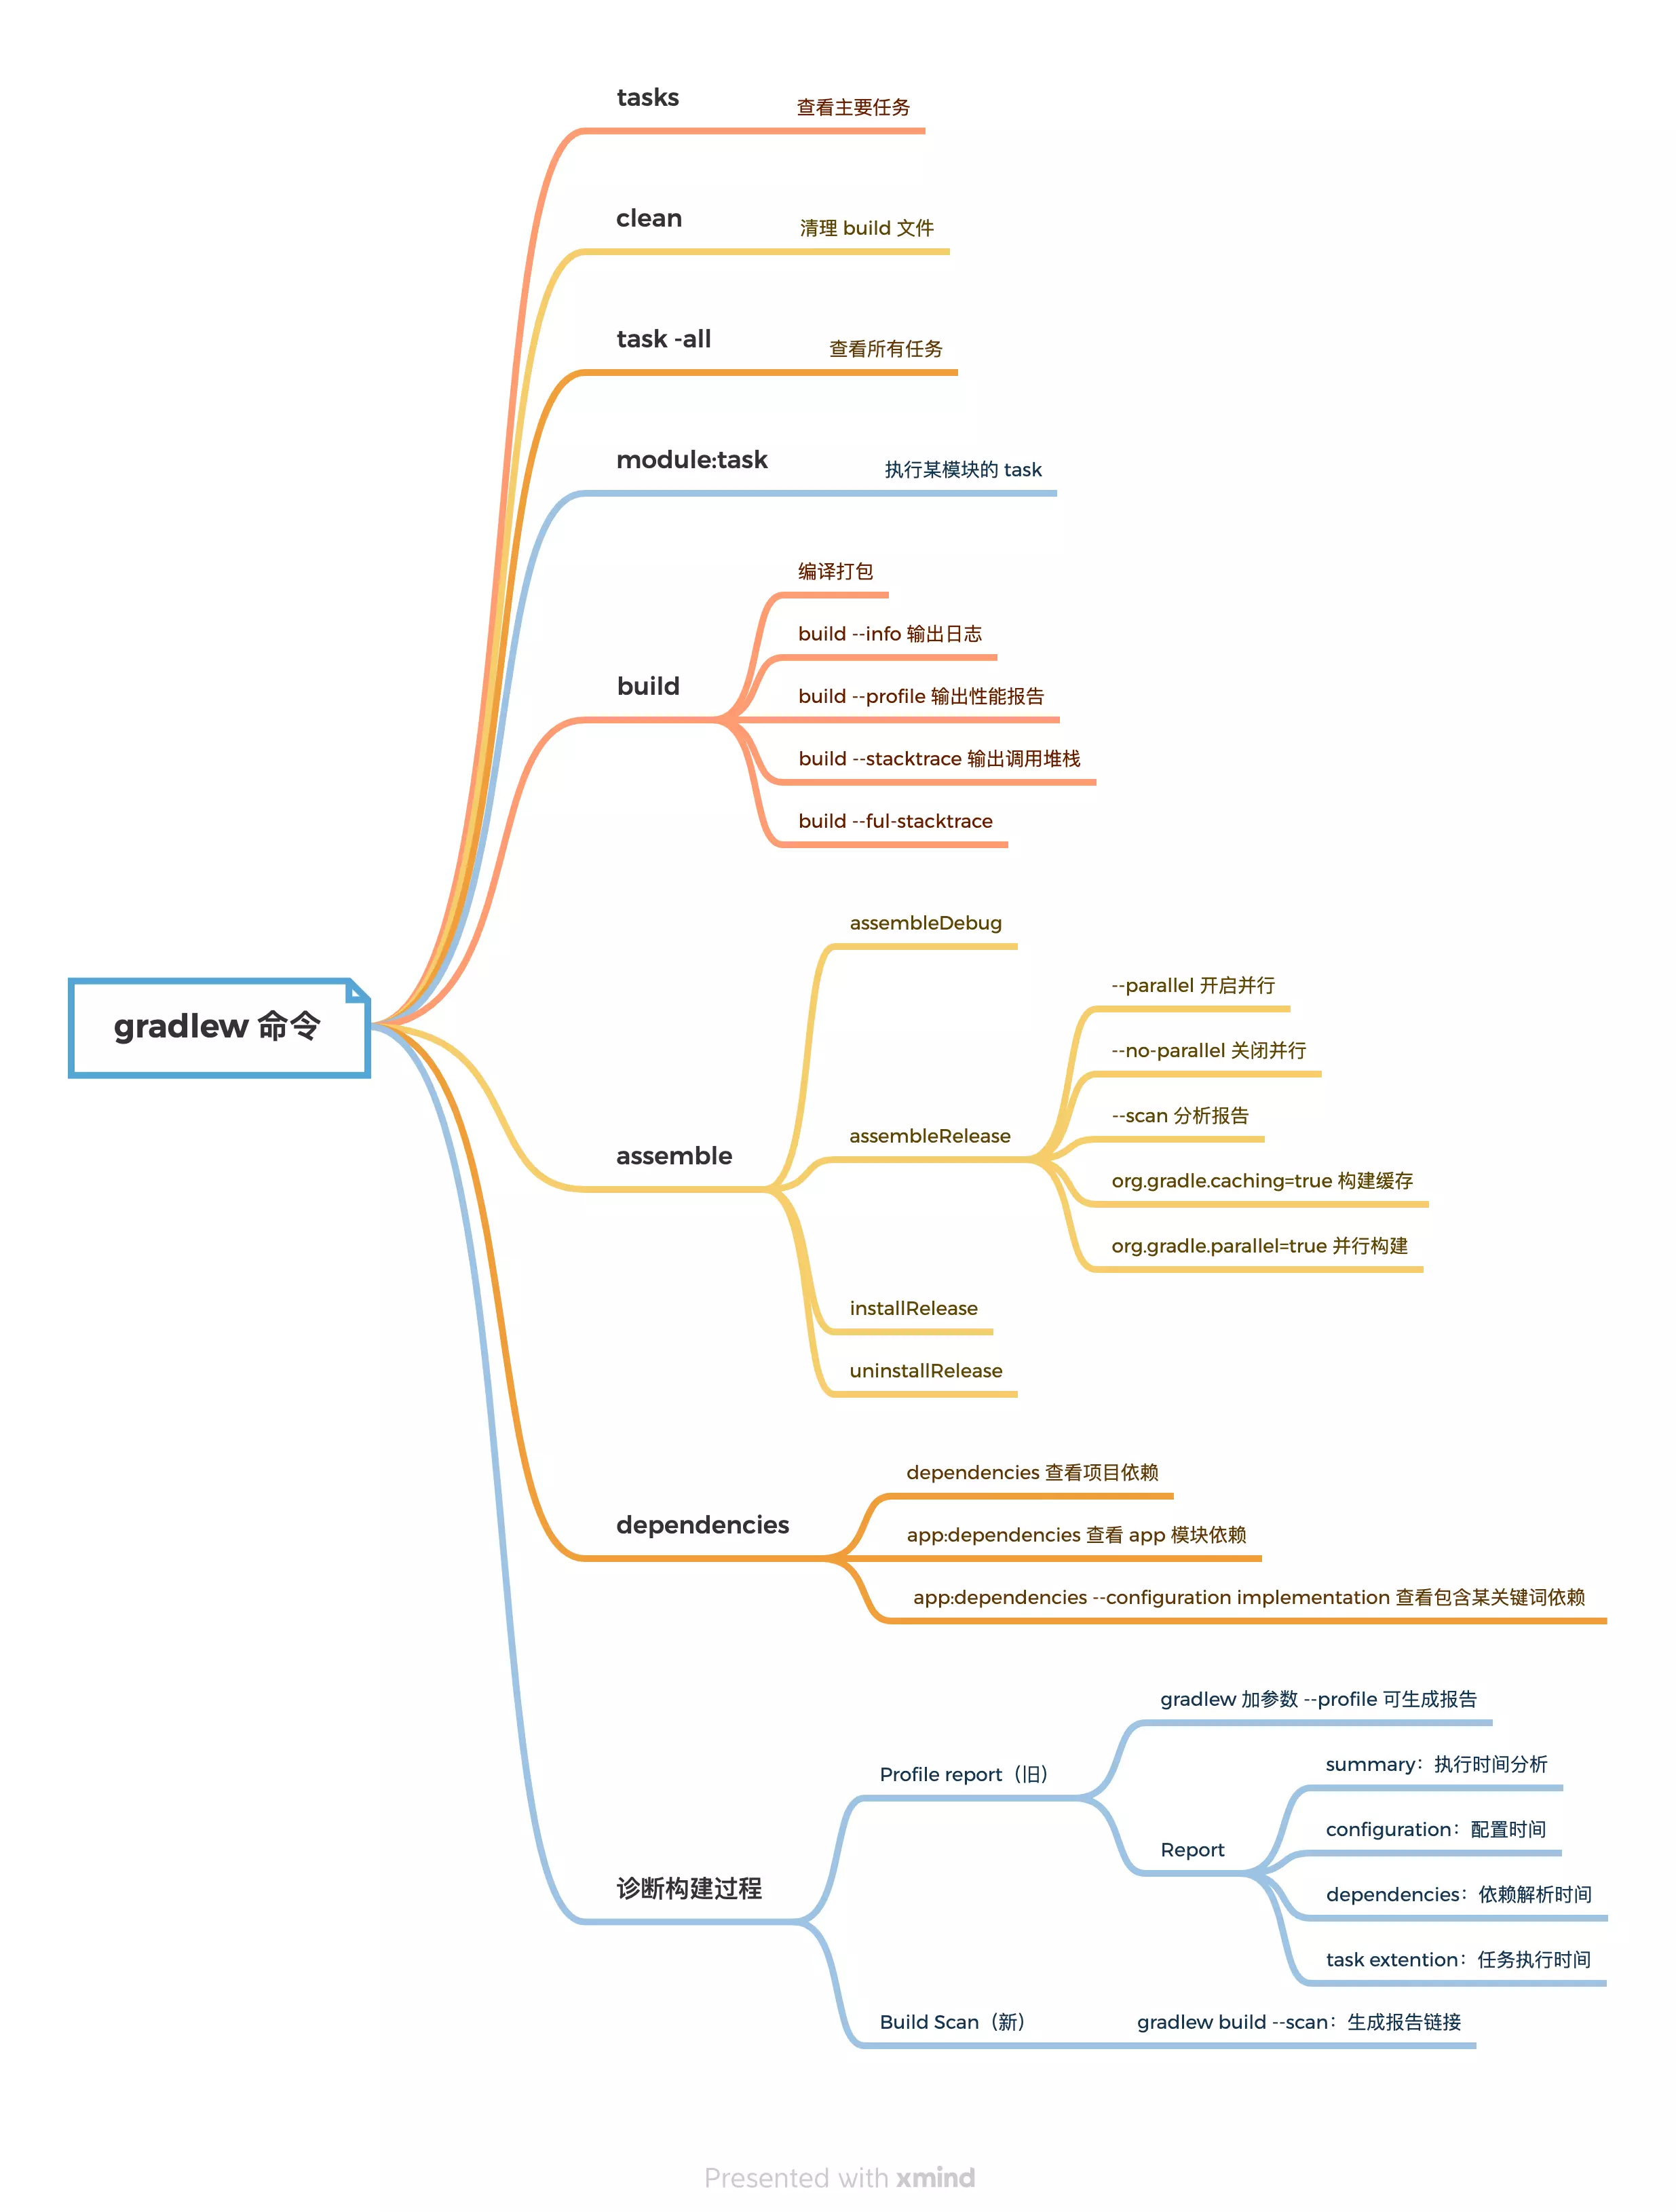 tasks
查看主要任务
clean
清理 build 文件
task -all
查看所有任务
module:task
执行某模块的 task
build
编译打包
build --info 输出日志
build --profile 输出性能报告
build --stacktrace 输出调用堆栈
build --ful-stacktrace
gradlew 命令
assemble
assembleDebug
assembleRelease
--parallel 开启并行
--no-parallel 关闭并行
--scan 分析报告
org.gradle.caching=true 构建缓存
org.gradle.parallel=true 并行构建
installRelease
uninstallRelease
dependencies
dependencies 查看项目依赖
app:dependencies 查看 app 模块依赖
app:dependencies --configuration implementation 查看包含某关键词依赖
诊断构建过程
Profile report（旧）
gradlew 加参数 --profile 可生成报告
Report
summary：执行时间分析
configuration：配置时间
dependencies：依赖解析时间
task extention：任务执行时间
Build Scan（新）
gradlew build --scan：生成报告链接
Presented with xmind